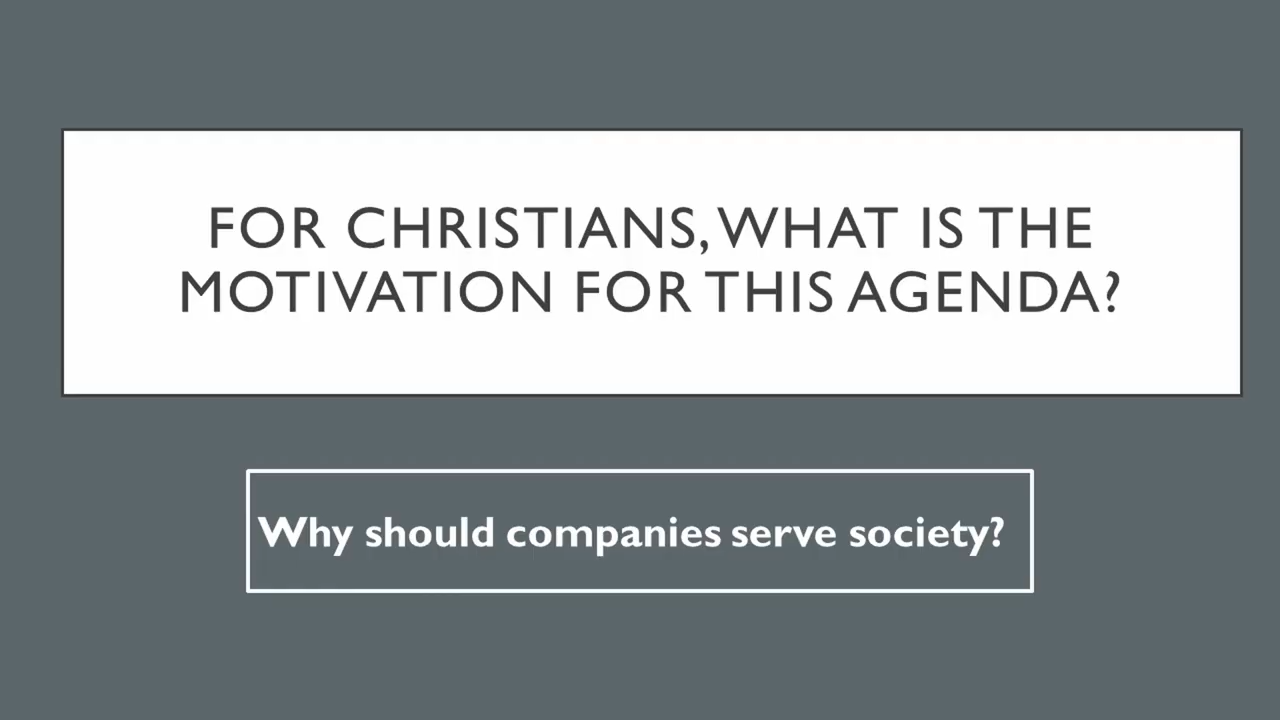 FOR CHRISTIANS, WHAT IS THE
MOTIVATION FOR THIS AGENDA?
Why should companies serve society?